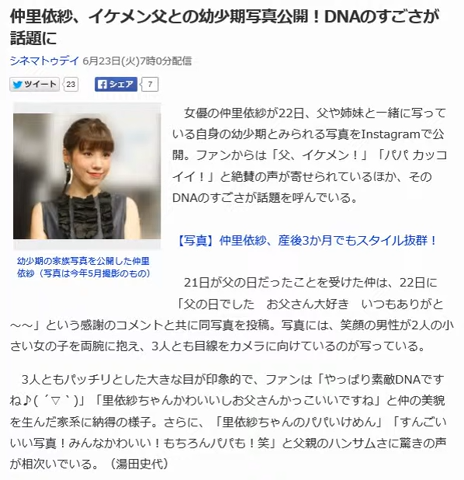 仲里依紗、イケメン父との幼少期写真公開！DNAのすごさが
話題に
シネマトゥデイ 6月23日(火)7時0分配信
ツイート 23 シェア 7
女優の仲里依紗が22日、父や姉妹と一緒に写って
いる自身の幼少期とみられる写真をInstagramで公
開。ファンからは「父、イケメン！」「パパ カッコ
イイ！」と絶賛の声が寄せられているほか、その
DNAのすごさが話題を呼んでいる。
【写真】仲里依紗、産後3か月でもスタイル抜群！
幼少期の家族写真を公開した仲里
依紗（写真は今年5月撮影のもの）
21日が父の日だったことを受けた仲は、22日に
「父の日でした　お父さん大好き　いつもありがと
～～」という感謝のコメントと共に同写真を投稿。写真には、笑顔の男性が2人の小
さい女の子を両腕に抱え、3人とも目線をカメラに向けているのが写っている。
3人ともパッチリとした大きな目が印象的で、ファンは「やっぱり素敵DNAです
ね♪( ´▽｀)」「里依紗ちゃんかわいいしお父さんかっこいいですね」と仲の美貌
を生んだ家系に納得の様子。さらに、「里依紗ちゃんのパパいけめん」「すんごい
いい写真！みんなかわいい！もちろんパパも！笑」と父親のハンサムさに驚きの声
が相次いでいる。（湯田史代）